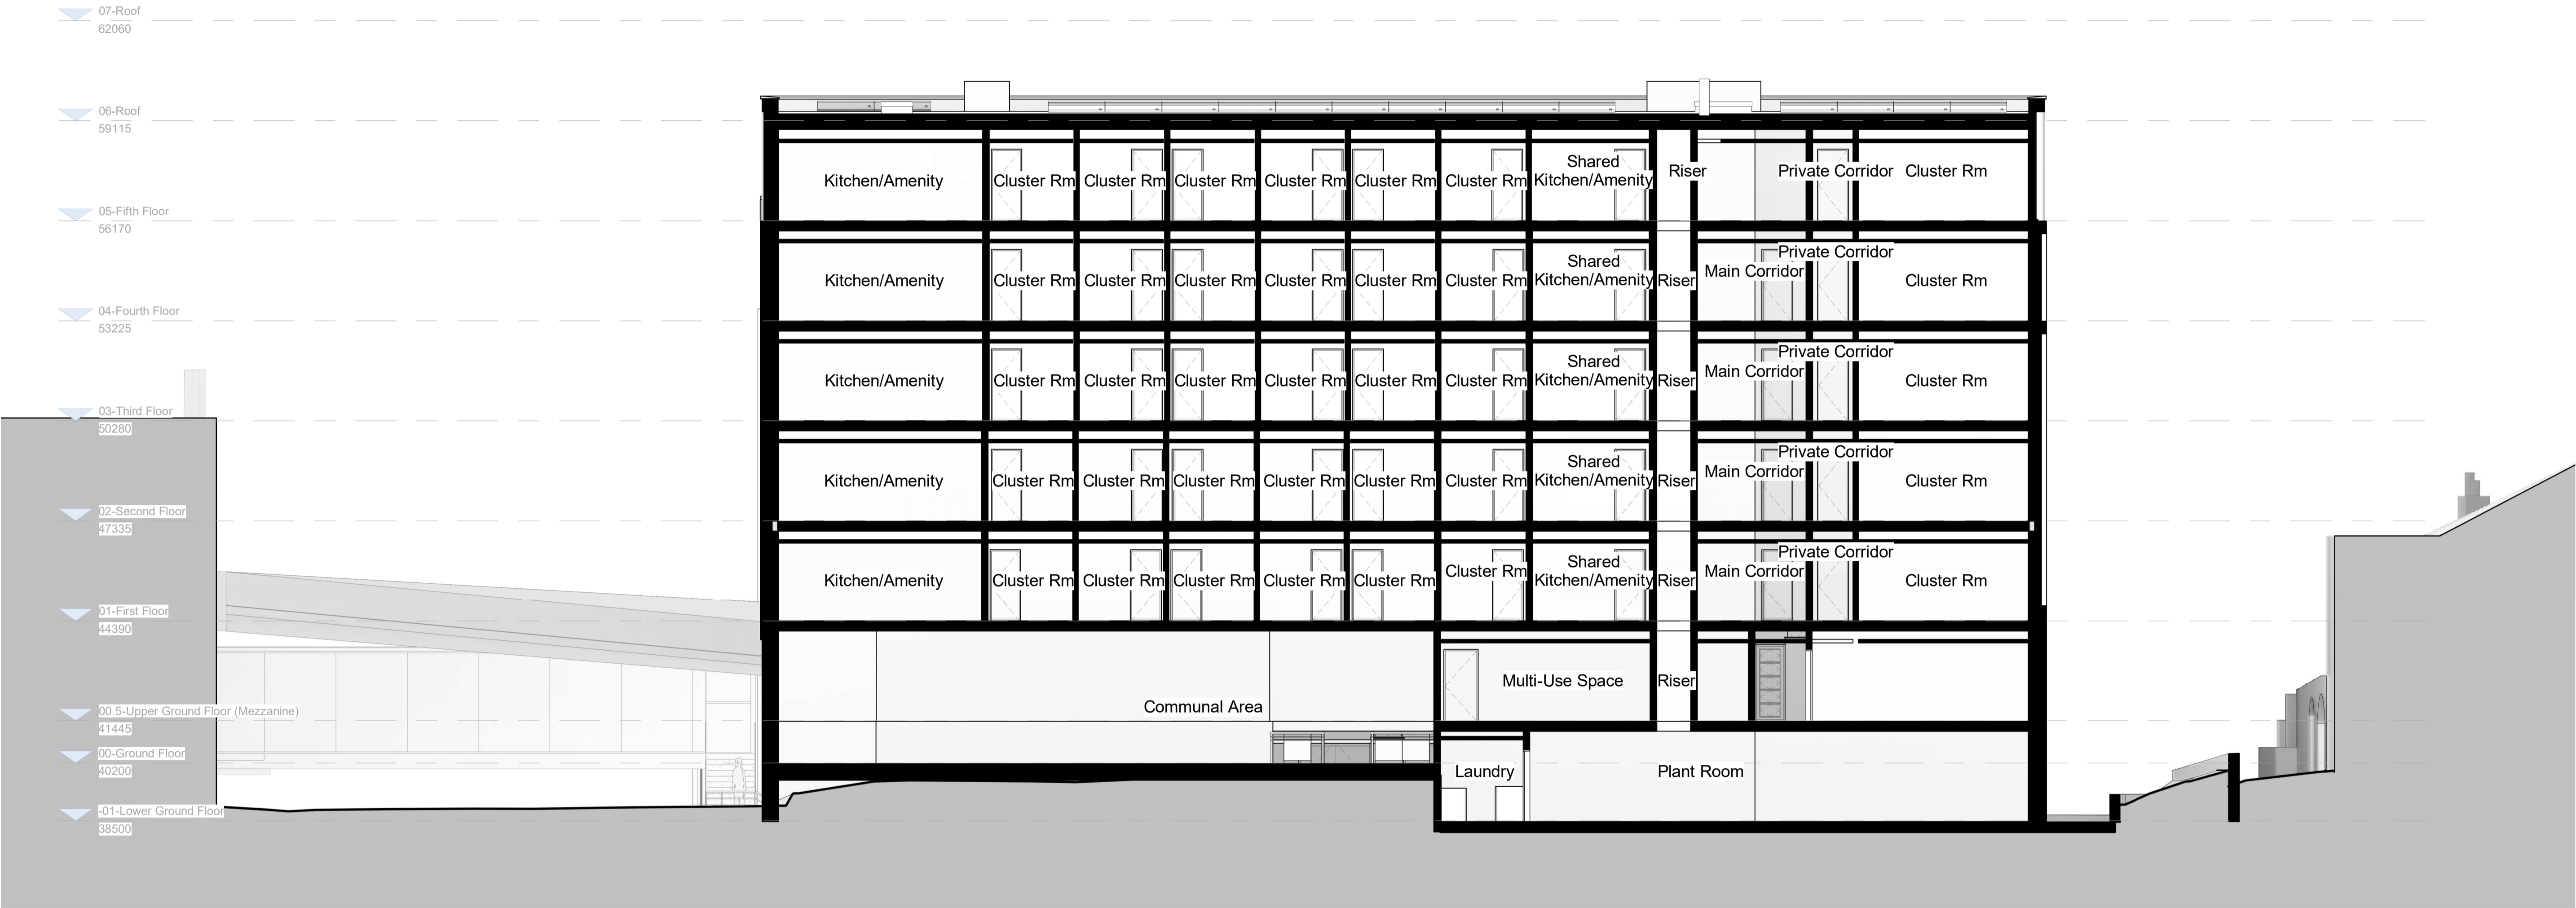 07-Roof
62060
06-Roof
59115
Kitchen/Amenity
Cluster Rm
Cluster Rm
Cluster Rm
Cluster Rm
Cluster Rm
Cluster Rm
Shared
Kitchen/Amenity
Riser
Private Corridor
Cluster Rm
05-Fifth Floor
56170
Kitchen/Amenity
Cluster Rm
Cluster Rm
Cluster Rm
Cluster Rm
Cluster Rm
Cluster Rm
Shared
Kitchen/Amenity
Riser
Main Corridor
Private Corridor
Cluster Rm
04-Fourth Floor
53225
Kitchen/Amenity
Cluster Rm
Cluster Rm
Cluster Rm
Cluster Rm
Cluster Rm
Cluster Rm
Shared
Kitchen/Amenity
Riser
Main Corridor
Private Corridor
Cluster Rm
03-Third Floor
50280
Kitchen/Amenity
Cluster Rm
Cluster Rm
Cluster Rm
Cluster Rm
Cluster Rm
Cluster Rm
Shared
Kitchen/Amenity
Riser
Main Corridor
Private Corridor
Cluster Rm
02-Second Floor
47335
Kitchen/Amenity
Cluster Rm
Cluster Rm
Cluster Rm
Cluster Rm
Cluster Rm
Cluster Rm
Shared
Kitchen/Amenity
Riser
Main Corridor
Private Corridor
Cluster Rm
01-First Floor
44390
Communal Area
Multi-Use Space
Riser
00.5-Upper Ground Floor (Mezzanine)
41445
00-Ground Floor
40200
Laundry
Plant Room
-01-Lower Ground Floor
38500